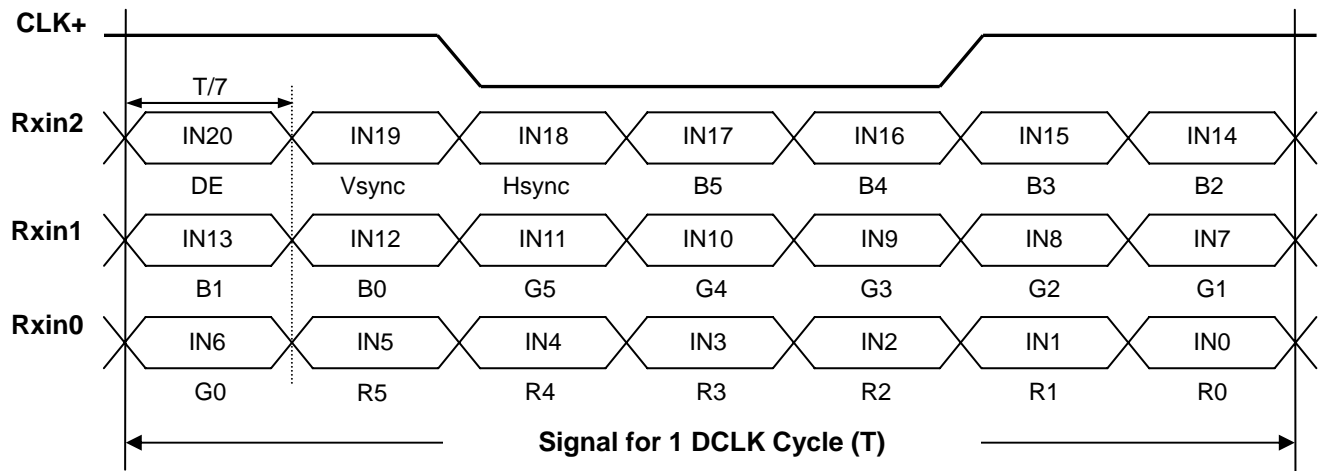 CLK+
T/7
Rxin2 IN20 IN19 IN18 IN17 IN16 IN15 IN14
DE Vsync Hsync B5 B4 B3 B2
Rxin1 IN13 IN12 IN11 IN10 IN9 IN8 IN7
B1 B0 G5 G4 G3 G2 G1
Rxin0 IN6 IN5 IN4 IN3 IN2 IN1 IN0
G0 R5 R4 R3 R2 R1 R0
Signal for 1 DCLK Cycle (T)